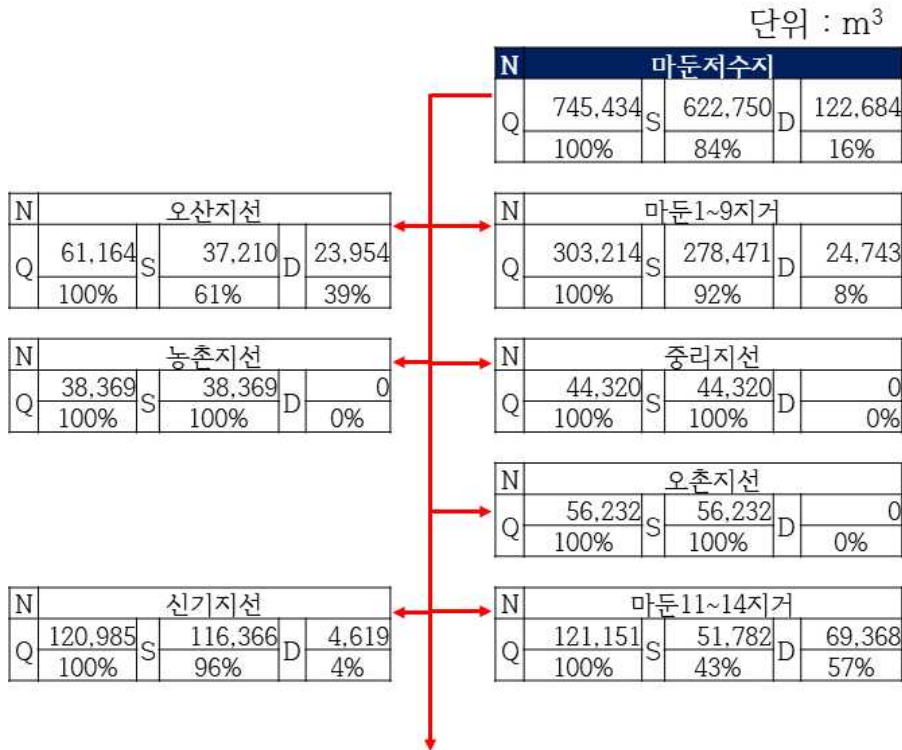 단위 : m³
N 마둔저수지
Q 745,434 S 622,750 D 122,684
100% 84% 16%
N 오산지선
Q 61,164 S 37,210 D 23,954
100% 61% 39%
N 마둔1~9지거
Q 303,214 S 278,471 D 24,743
100% 92% 8%
N 농촌지선
Q 38,369 S 38,369 D 0
100% 100% 0%
N 중리지선
Q 44,320 S 44,320 D 0
100% 100% 0%
N 오촌지선
Q 56,232 S 56,232 D 0
100% 100% 0%
N 신기지선
Q 120,985 S 116,366 D 4,619
100% 96% 4%
N 마둔11~14지거
Q 121,151 S 51,782 D 69,368
100% 43% 57%